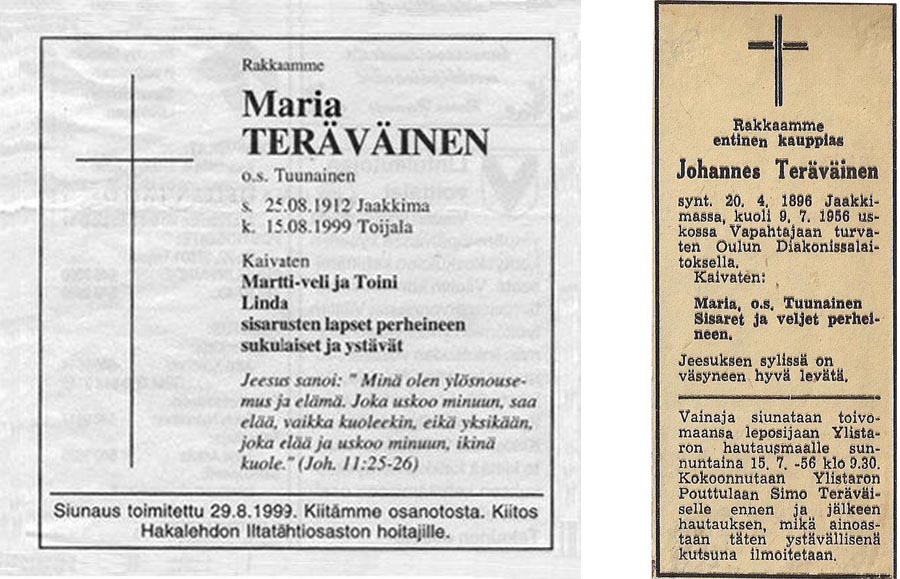 Rakkaamme
Maria
TERÄVÄINEN
o.s. Tuunainen
s. 25.08.1912 Jaakkima
k. 15.08.1999 Toijala
Kaivaten
Martti-veli ja Toini
Linda
sisarusten lapset perheineen
sukulaiset ja ystävät
Jeesus sanoi: " Minä olen ylösnouse-
mus ja elämä. Joka uskoo minuun, saa
elää, vaikka kuoleekin, eikä yksikään,
joka elää ja uskoo minuun, ikinä
kuole." (Joh. 11:25-26)
Siunaus toimitettu 29.8.1999. Kiitämme osanotosta. Kiitos
Hakalehdon Iltatähtiosaston hoitajille.
Rakkaamme
entinen kauppias
Johannes Teräväinen
synt. 20. 4. 1896 Jaakki-
massa, kuoli 9. 7. 1956 us-
kossa Vapahtajaan turva-
ten Oulun Diakonissalai-
toksella.
Kaivaten:
Maria, o.s. Tuunainen
Sisaret ja veljet perhei-
neen.
Jeesuksen sylissä on
väsyneen hyvä levätä.
Vainaja siunataan toivo-
maansa leposijaan Ylista-
ron hautausmaalle sun-
nuntaina 15. 7. -56 klo 9.30.
Kokoonnutaan Ylistaron
Pouttulaan Simo Teräväi-
selle ennen ja jälkeen
hautauksen, mikä ainoas-
taan täten ystävällisenä
kutsuna ilmoitetaan.